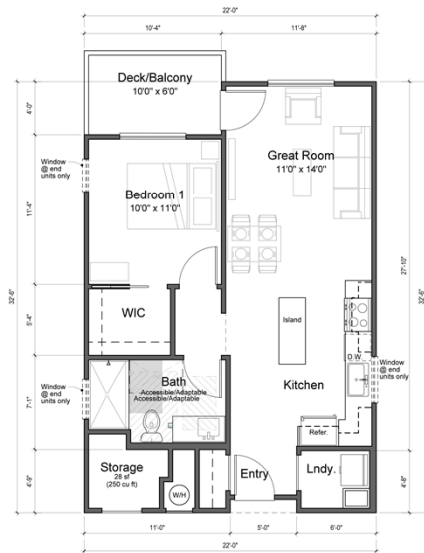 22'-0"
10'-4"
11'-8"
Deck/Balcony
10'0" x 6'0"
4'-0"
Great Room
11'0" x 14'0"
Window
@ end
units only
Bedroom 1
10'0" x 11'0"
11'-4"
27'-10"
32'-6"
32'-6"
Island
WIC
5'-4"
D.W.
Window
@ end
units only
Kitchen
Bath
Accessible/Adaptable
Accessible/Adaptable
Window
@ end
units only
7'-1"
Refer.
Storage
28 sf
(250 cu ft)
Entry
Lndy.
W/H
4'-9"
4'-8"
11'-0"
5'-0"
6'-0"
22'-0"